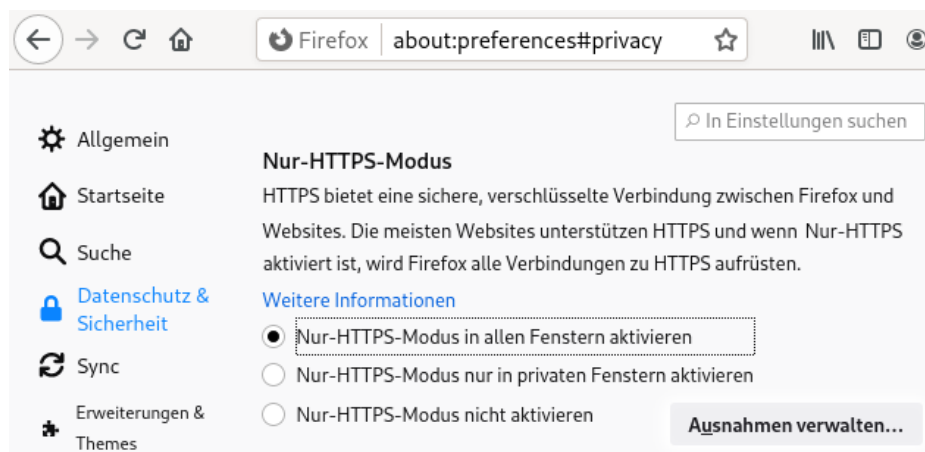 Firefox about:preferences#privacy
In Einstellungen suchen
Allgemein
Startseite
Suche
Datenschutz &
Sicherheit
Sync
Erweiterungen &
Themes
Nur-HTTPS-Modus
HTTPS bietet eine sichere, verschlüsselte Verbindung zwischen Firefox und
Websites. Die meisten Websites unterstützen HTTPS und wenn Nur-HTTPS
aktiviert ist, wird Firefox alle Verbindungen zu HTTPS aufrüsten.
Weitere Informationen
Nur-HTTPS-Modus in allen Fenstern aktivieren
Nur-HTTPS-Modus nur in privaten Fenstern aktivieren
Nur-HTTPS-Modus nicht aktivieren
Ausnahmen verwalten...